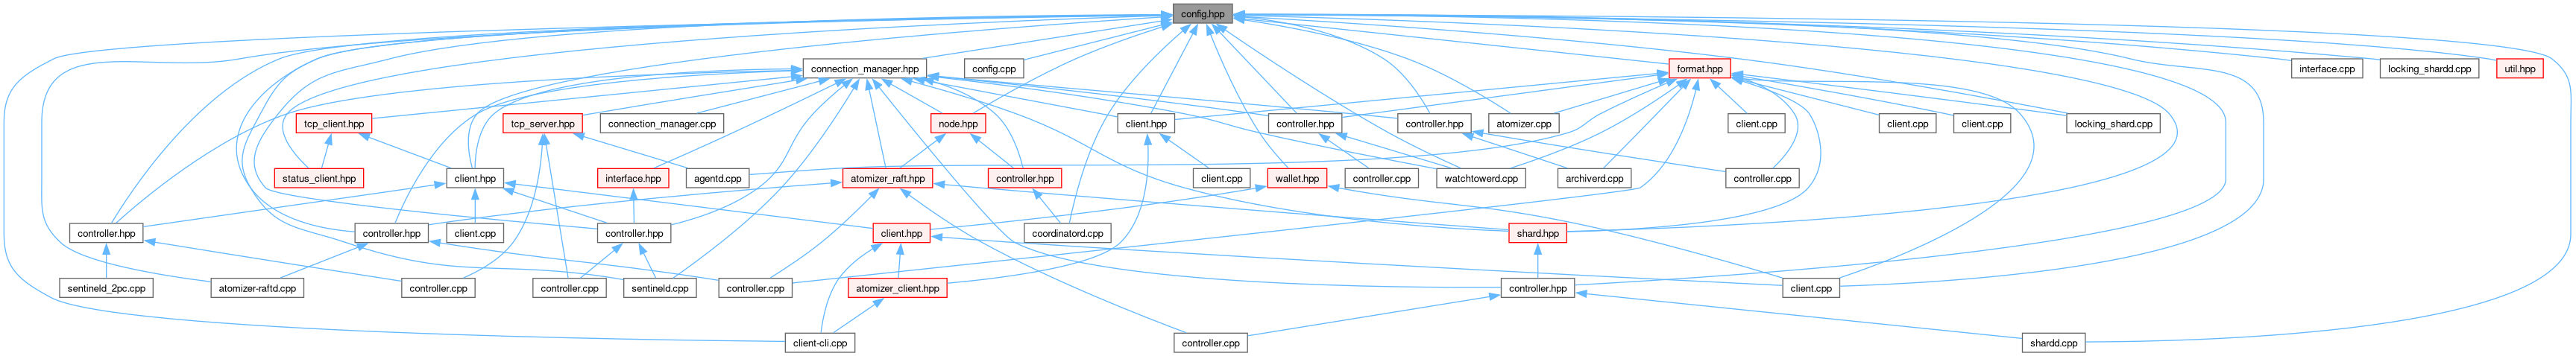 config.hpp
connection_manager.hpp
config.cpp
format.hpp
interface.cpp
locking_shardd.cpp
util.hpp
tcp_client.hpp
tcp_server.hpp
connection_manager.cpp
node.hpp
client.hpp
controller.hpp
controller.hpp
atomizer.cpp
client.cpp
client.cpp
client.cpp
locking_shard.cpp
status_client.hpp
client.hpp
interface.hpp
agentd.cpp
atomizer_raft.hpp
controller.hpp
client.cpp
wallet.hpp
controller.cpp
watchtowerd.cpp
archiverd.cpp
controller.cpp
controller.hpp
controller.hpp
client.cpp
controller.hpp
client.hpp
coordinatord.cpp
shard.hpp
sentineld_2pc.cpp
atomizer-raftd.cpp
controller.cpp
controller.cpp
sentineld.cpp
controller.cpp
atomizer_client.hpp
controller.hpp
client.cpp
client-cli.cpp
controller.cpp
shardd.cpp